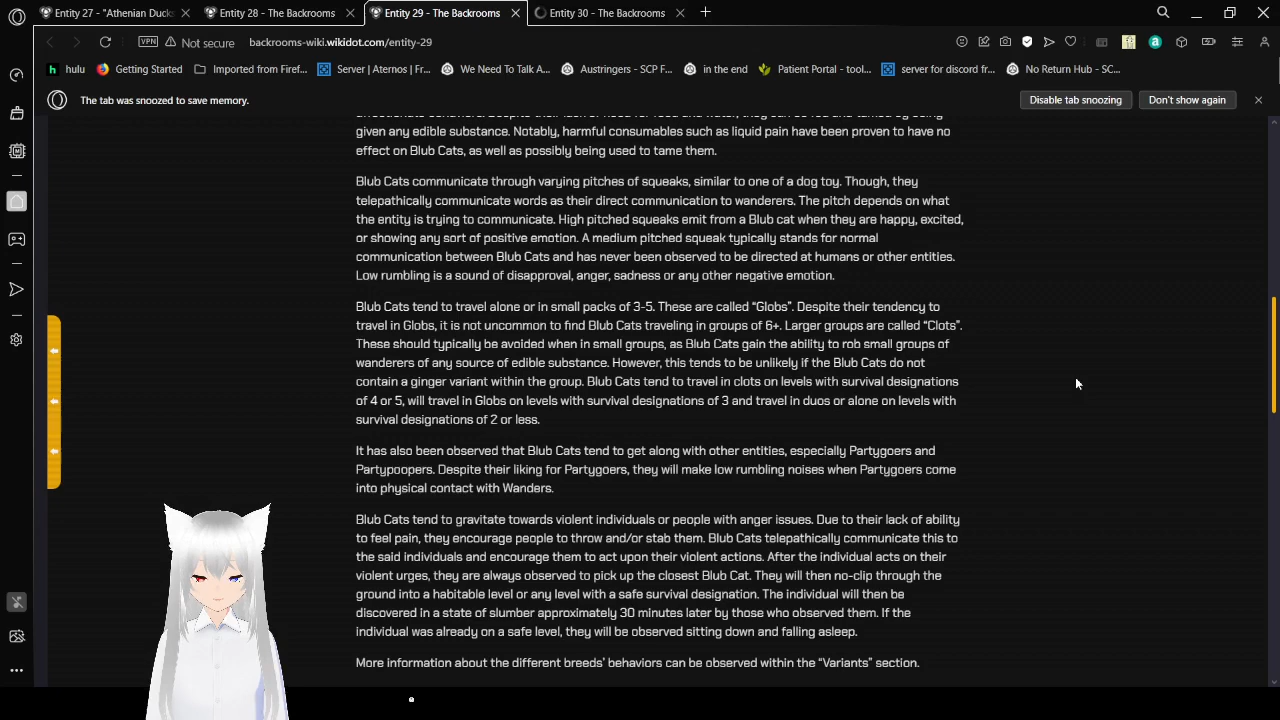 Entity 27 - "Athenian Ducks
Entity 28 - The Backrooms
Entity 29 - The Backrooms
Entity 30 - The Backrooms
VPN
Not secure
backrooms-wiki.wikidot.com/entity-29
h hulu
Getting Started
Imported from Firef...
Server | Aternos | Fr...
We Need To Talk A...
Austringers - SCP F...
in the end
Patient Portal - tool...
server for discord fr...
No Return Hub - SC...
The tab was snoozed to save memory.
Disable tab snoozing
Don't show again
given any edible substance. Notably, harmful consumables such as liquid pain have been proven to have no
effect on Blub Cats, as well as possibly being used to tame them.
Blub Cats communicate through varying pitches of squeaks, similar to one of a dog toy. Though, they
telepathically communicate words as their direct communication to wanderers. The pitch depends on what
the entity is trying to communicate. High pitched squeaks emit from a Blub cat when they are happy, excited,
or showing any sort of positive emotion. A medium pitched squeak typically stands for normal
communication between Blub Cats and has never been observed to be directed at humans or other entities.
Low rumbling is a sound of disapproval, anger, sadness or any other negative emotion.
Blub Cats tend to travel alone or in small packs of 3-5. These are called "Globs". Despite their tendency to
travel in Globs, it is not uncommon to find Blub Cats traveling in groups of 6+. Larger groups are called "Clots".
These should typically be avoided when in small groups, as Blub Cats gain the ability to rob small groups of
wanderers of any source of edible substance. However, this tends to be unlikely if the Blub Cats do not
contain a ginger variant within the group. Blub Cats tend to travel in clots on levels with survival designations
of 4 or 5, will travel in Globs on levels with survival designations of 3 and travel in duos or alone on levels with
survival designations of 2 or less.
It has also been observed that Blub Cats tend to get along with other entities, especially Partygoers and
Partypoopers. Despite their liking for Partygoers, they will make low rumbling noises when Partygoers come
into physical contact with Wanders.
Blub Cats tend to gravitate towards violent individuals or people with anger issues. Due to their lack of ability
to feel pain, they encourage people to throw and/or stab them. Blub Cats telepathically communicate this to
the said individuals and encourage them to act upon their violent actions. After the individual acts on their
violent urges, they are always observed to pick up the closest Blub Cat. They will then no-clip through the
ground into a habitable level or any level with a safe survival designation. The individual will then be
discovered in a state of slumber approximately 30 minutes later by those who observed them. If the
individual was already on a safe level, they will be observed sitting down and falling asleep.
More information about the different breeds' behaviors can be observed within the "Variants" section.